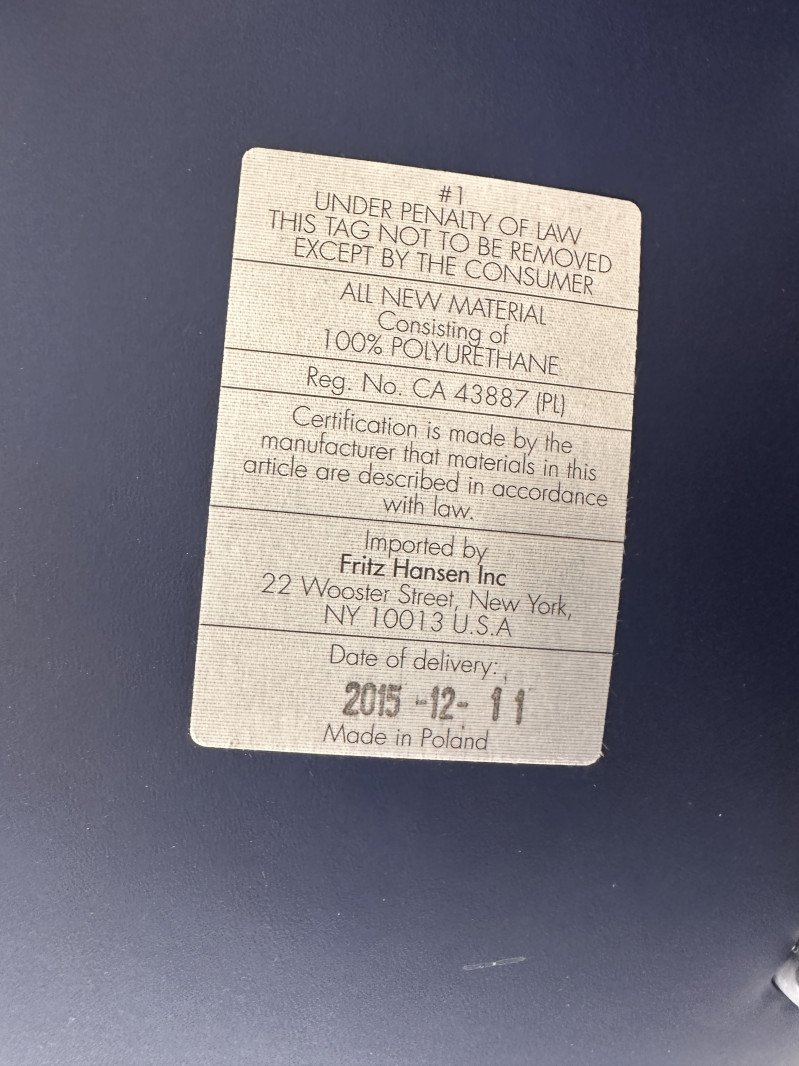 #1
UNDER PENALTY OF LAW
THIS TAG NOT TO BE REMOVED
EXCEPT BY THE CONSUMER
ALL NEW MATERIAL
Consisting of
100% POLYURETHANE
Reg. No. CA 43887 (PL)
Certification is made by the
manufacturer that materials in this
article are described in accordance
with law.
Imported by
Fritz Hansen Inc
22 Wooster Street, New York,
NY 10013 U.S.A
Date of delivery:
2015 -12- 11
Made in Poland